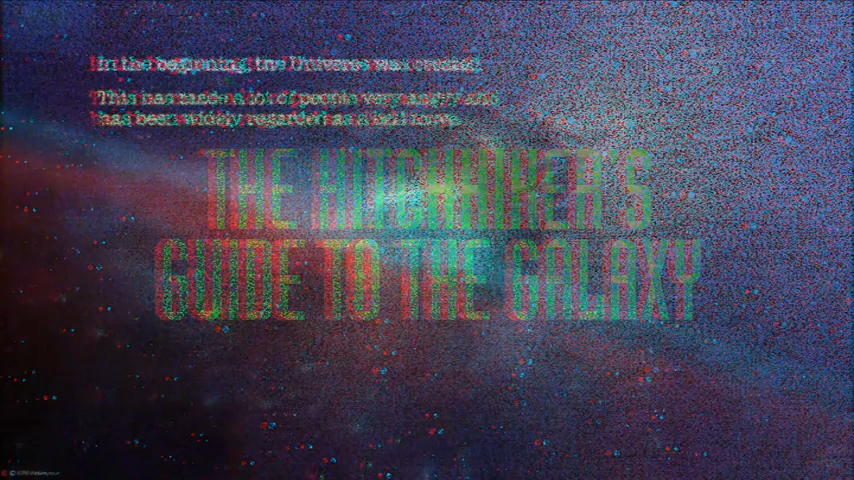 In the beginning the Universe was created.
This has made a lot of people very angry and
has been widely regarded as a bad move.
THE HITCHHIKER'S
GUIDE TO THE GALAXY